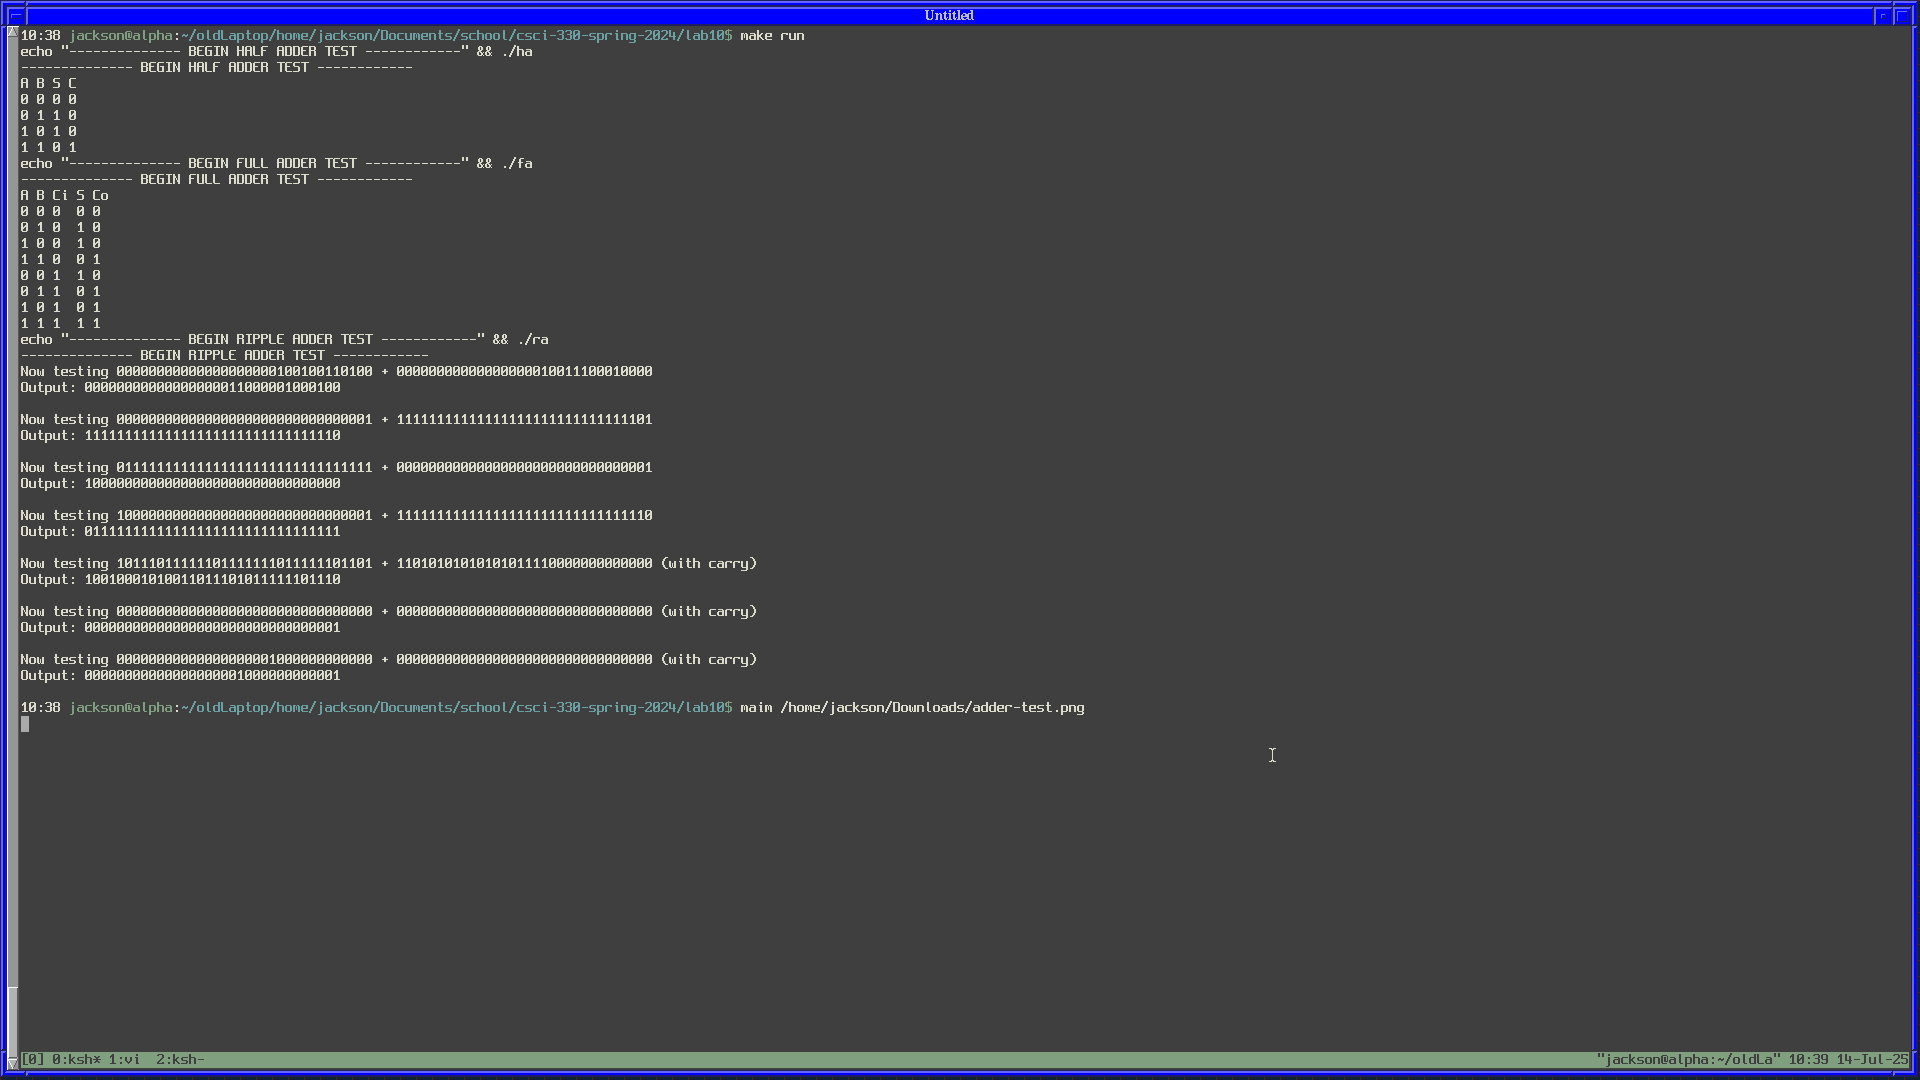 Untitled
10:38 jackson@alpha:~/oldLaptop/home/jackson/Documents/school/csci-330-spring-2024/lab10$ make run
echo "-------------- BEGIN HALF ADDER TEST ------------" && ./ha
-------------- BEGIN HALF ADDER TEST ------------
A B S C
0 0 0 0
0 1 1 0
1 0 1 0
1 1 0 1
echo "-------------- BEGIN FULL ADDER TEST ------------" && ./fa
-------------- BEGIN FULL ADDER TEST ------------
A B Ci S Co
0 0 0  0 0
0 1 0  1 0
1 0 0  1 0
1 1 0  0 1
0 0 1  1 0
0 1 1  0 1
1 0 1  0 1
1 1 1  1 1
echo "-------------- BEGIN RIPPLE ADDER TEST ------------" && ./ra
-------------- BEGIN RIPPLE ADDER TEST ------------
Now testing 00000000000000000000100100110100 + 00000000000000000010011100010000
Output: 00000000000000000011000001000100
Now testing 00000000000000000000000000000001 + 11111111111111111111111111111101
Output: 11111111111111111111111111111110
Now testing 01111111111111111111111111111111 + 00000000000000000000000000000001
Output: 10000000000000000000000000000000
Now testing 10000000000000000000000000000001 + 11111111111111111111111111111110
Output: 01111111111111111111111111111111
Now testing 10111011111101111111011111101101 + 11010101010101011110000000000000 (with carry)
Output: 10010001010011011101011111101110
Now testing 00000000000000000000000000000000 + 00000000000000000000000000000000 (with carry)
Output: 00000000000000000000000000000001
Now testing 00000000000000000001000000000000 + 00000000000000000000000000000000 (with carry)
Output: 00000000000000000001000000000001
10:38 jackson@alpha:~/oldLaptop/home/jackson/Documents/school/csci-330-spring-2024/lab10$ maim /home/jackson/Downloads/adder-test.png
[0] 0:ksh* 1:vi  2:ksh- "jackson@alpha:~/oldLa" 10:39 14-Jul-25